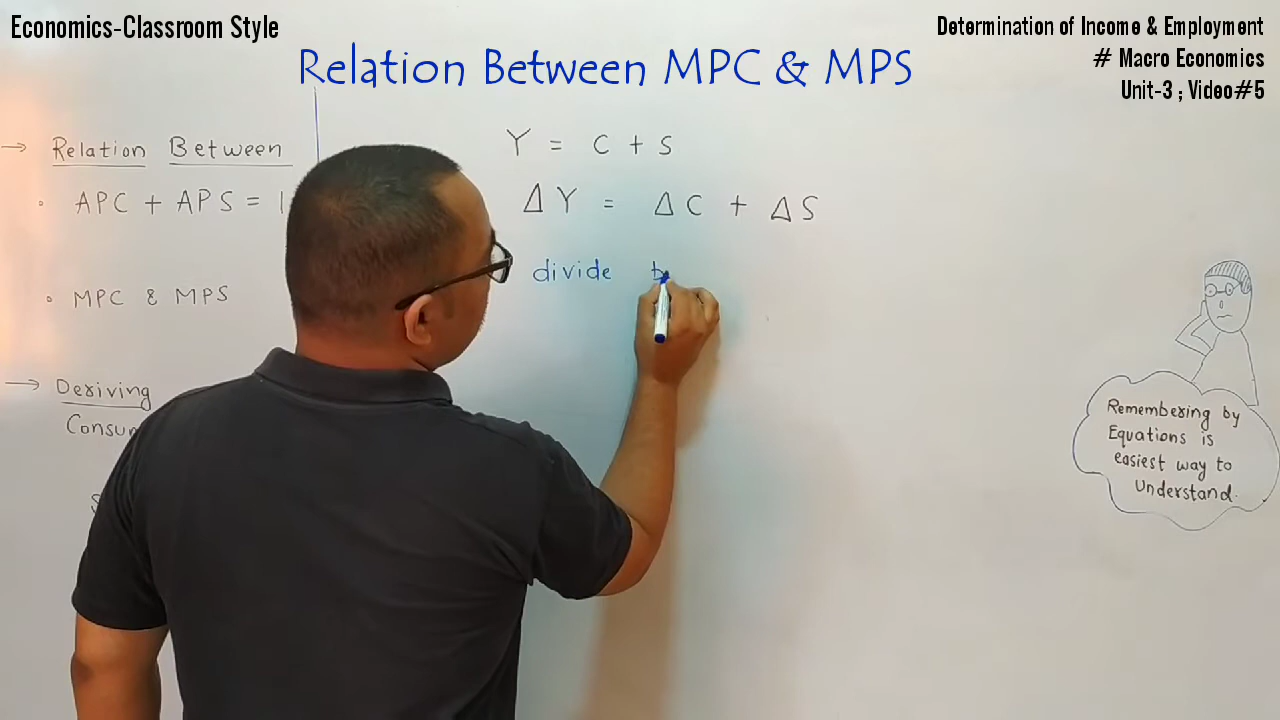 Economics-Classroom Style
Determination of Income & Employment
# Macro Economics
Unit-3 ; Video#5
Relation Between MPC & MPS
→ Relation Between
• APC + APS = 1
• MPC & MPS
→ Deriving
Y = C + S
ΔY = ΔC + ΔS
divide
Remembering by
Equations is
easiest way to
Understand.